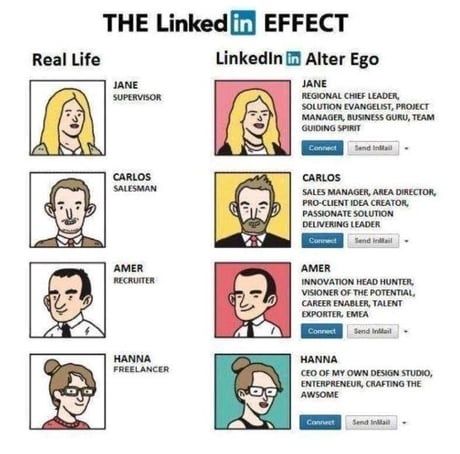 THE Linked in EFFECT
Real Life
LinkedIn in Alter Ego
JANE
SUPERVISOR
JANE
REGIONAL CHIEF LEADER,
SOLUTION EVANGELIST, PROJECT
MANAGER, BUSINESS GURU, TEAM
GUIDING SPIRIT
Connect
Send InMail
CARLOS
SALESMAN
CARLOS
SALES MANAGER, AREA DIRECTOR,
PRO-CLIENT IDEA CREATOR,
PASSIONATE SOLUTION
DELIVERING LEADER
Connect
Send InMail
AMER
RECRUITER
AMER
INNOVATION HEAD HUNTER,
VISIONER OF THE POTENTIAL,
CAREER ENABLER, TALENT
EXPORTER, EMEA
Connect
Send InMail
HANNA
FREELANCER
HANNA
CEO OF MY OWN DESIGN STUDIO,
ENTERPRENEUR, CRAFTING THE
AWSOME
Connect
Send InMail